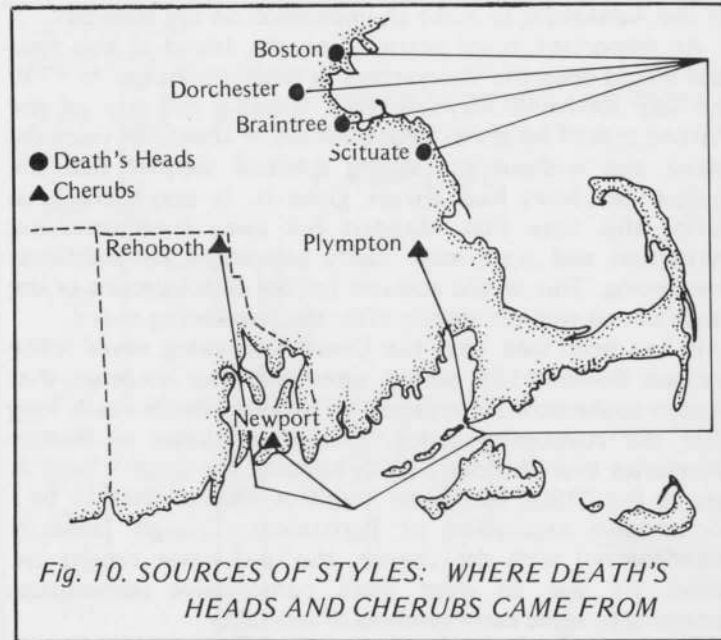 Boston
Dorchester
Braintree
Scituate
Death's Heads
Cherubs
Rehoboth
Plympton
Newport
Fig. 10. SOURCES OF STYLES: WHERE DEATH'S
HEADS AND CHERUBS CAME FROM